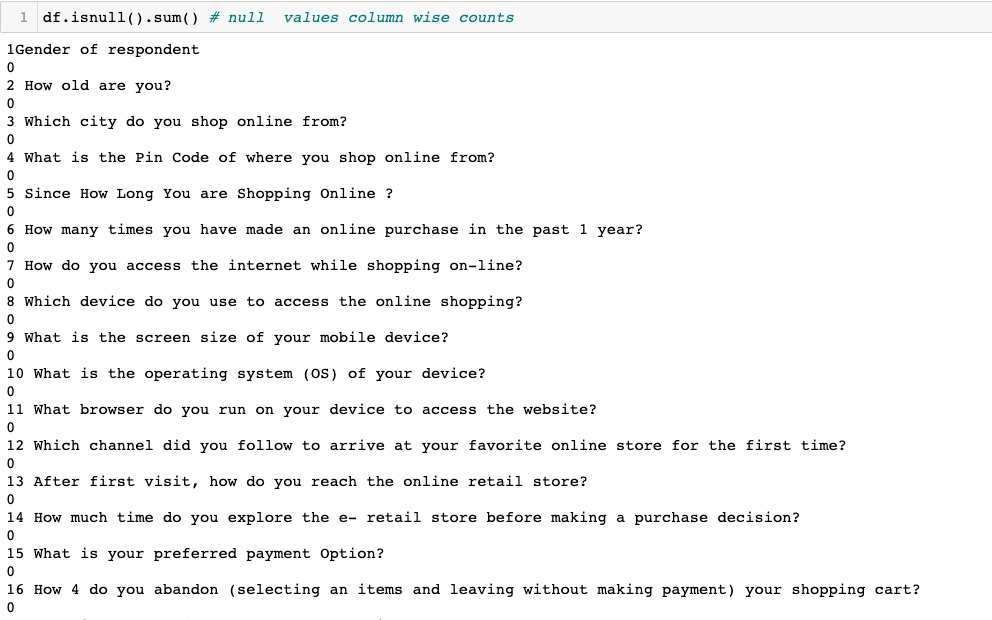 1 df.isnull().sum() # null  values column wise counts
1Gender of respondent
0
2 How old are you?
0
3 Which city do you shop online from?
0
4 What is the Pin Code of where you shop online from?
0
5 Since How Long You are Shopping Online ?
0
6 How many times you have made an online purchase in the past 1 year?
0
7 How do you access the internet while shopping on-line?
0
8 Which device do you use to access the online shopping?
0
9 What is the screen size of your mobile device?
0
10 What is the operating system (OS) of your device?
0
11 What browser do you run on your device to access the website?
0
12 Which channel did you follow to arrive at your favorite online store for the first time?
0
13 After first visit, how do you reach the online retail store?
0
14 How much time do you explore the e- retail store before making a purchase decision?
0
15 What is your preferred payment Option?
0
16 How 4 do you abandon (selecting an items and leaving without making payment) your shopping cart?
0